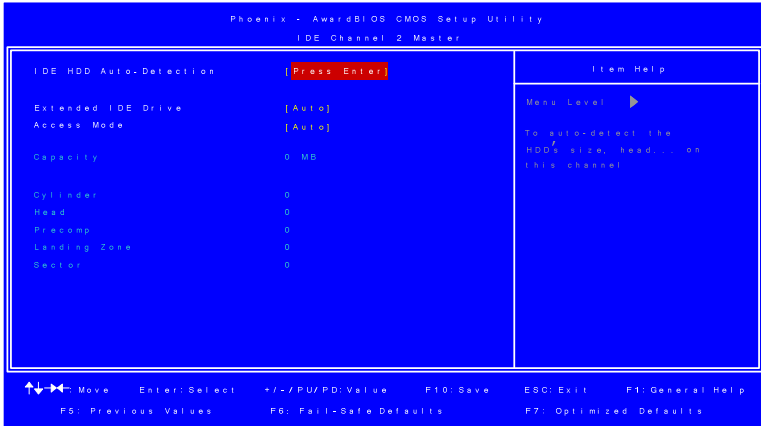 Phoenix - AwardBIOS CMOS Setup Utility
IDE Channel 2 Master
IDE HDD Auto-Detection [Press Enter]
Extended IDE Drive [Auto]
Access Mode [Auto]
Capacity 0 MB
Cylinder 0
Head 0
Precomp 0
Landing Zone 0
Sector 0
Item Help
Menu Level
To auto-detect the
HDD's size, head... on
this channel
: Move Enter: Select +/-/PU/PD: Value F10: Save ESC: Exit F1: General Help
F5: Previous Values F6: Fail-Safe Defaults F7: Optimized Defaults